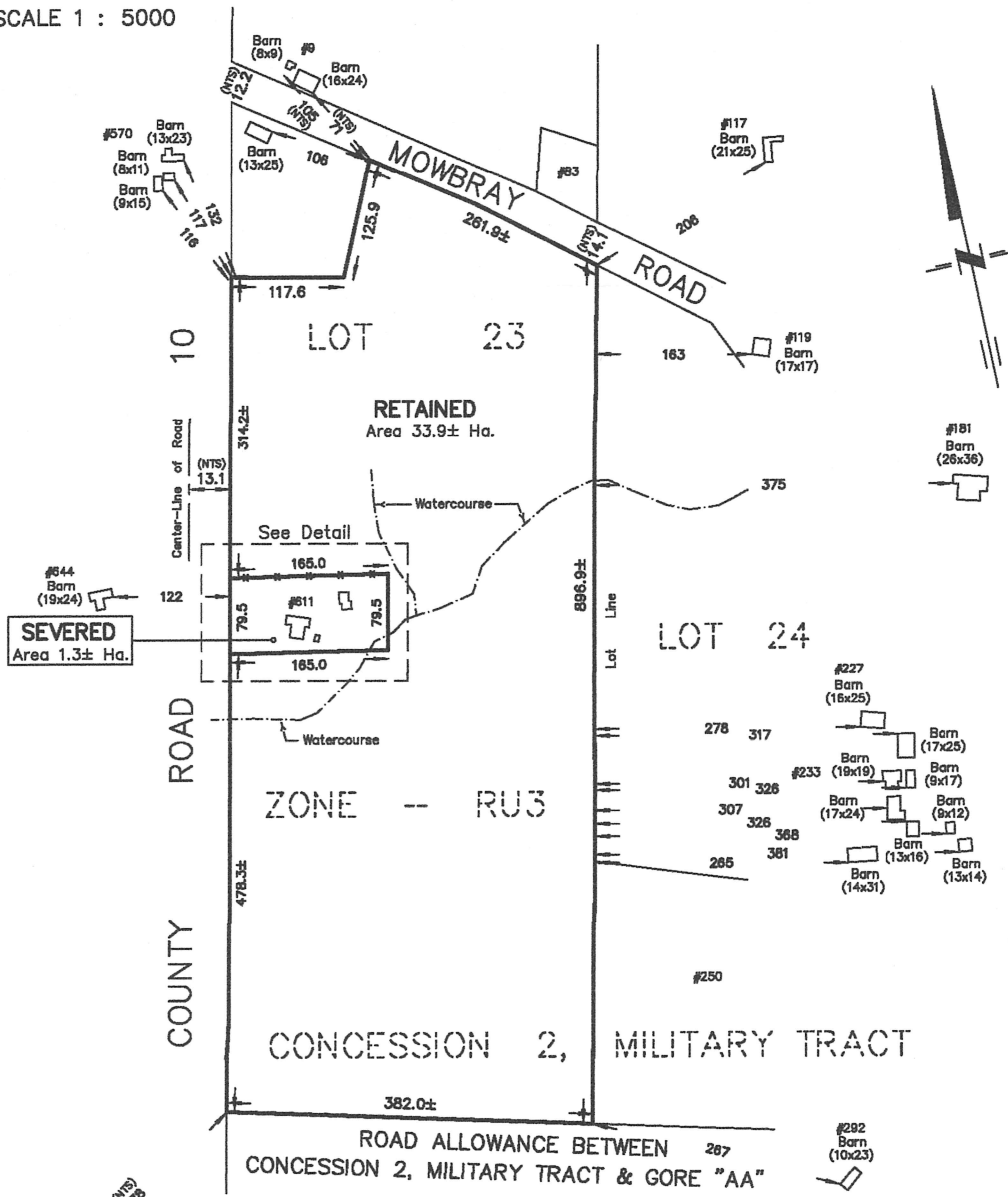 SCALE 1 : 5000
Barn
(8x9)
#9
Barn
(16x24)
(NTS)
12.2
105
(NTS)
(NTS)
71
#570
Barn
(13x23)
Barn
(8x11)
Barn
(9x15)
Barn
(13x25)
106
MOWBRAY ROAD
#83
#117
Barn
(21x25)
206
132
117
116
125.9
261.9±
(NTS)
14.1
117.6
LOT 23
163
#119
Barn
(17x17)
RETAINED
Area 33.9± Ha.
314.2±
Center-Line of Road
(NTS)
13.1
Watercourse
375
#181
Barn
(26x36)
See Detail
165.0
#644
Barn
(19x24)
122
79.5
#611
79.5
165.0
SEVERED
Area 1.3± Ha.
896.9±
Lot Line
LOT 24
Watercourse
#227
Barn
(16x25)
278
317
Barn
(17x25)
301
326
#233
Barn
(19x19)
Barn
(9x17)
307
326
368
381
265
Barn
(17x24)
Barn
(9x12)
Barn
(13x16)
Barn
(13x14)
Barn
(14x31)
ZONE -- RU3
478.3±
COUNTY ROAD 10
#250
CONCESSION 2, MILITARY TRACT
382.0±
ROAD ALLOWANCE BETWEEN
CONCESSION 2, MILITARY TRACT & GORE "AA"
267
#292
Barn
(10x23)
(NTS)